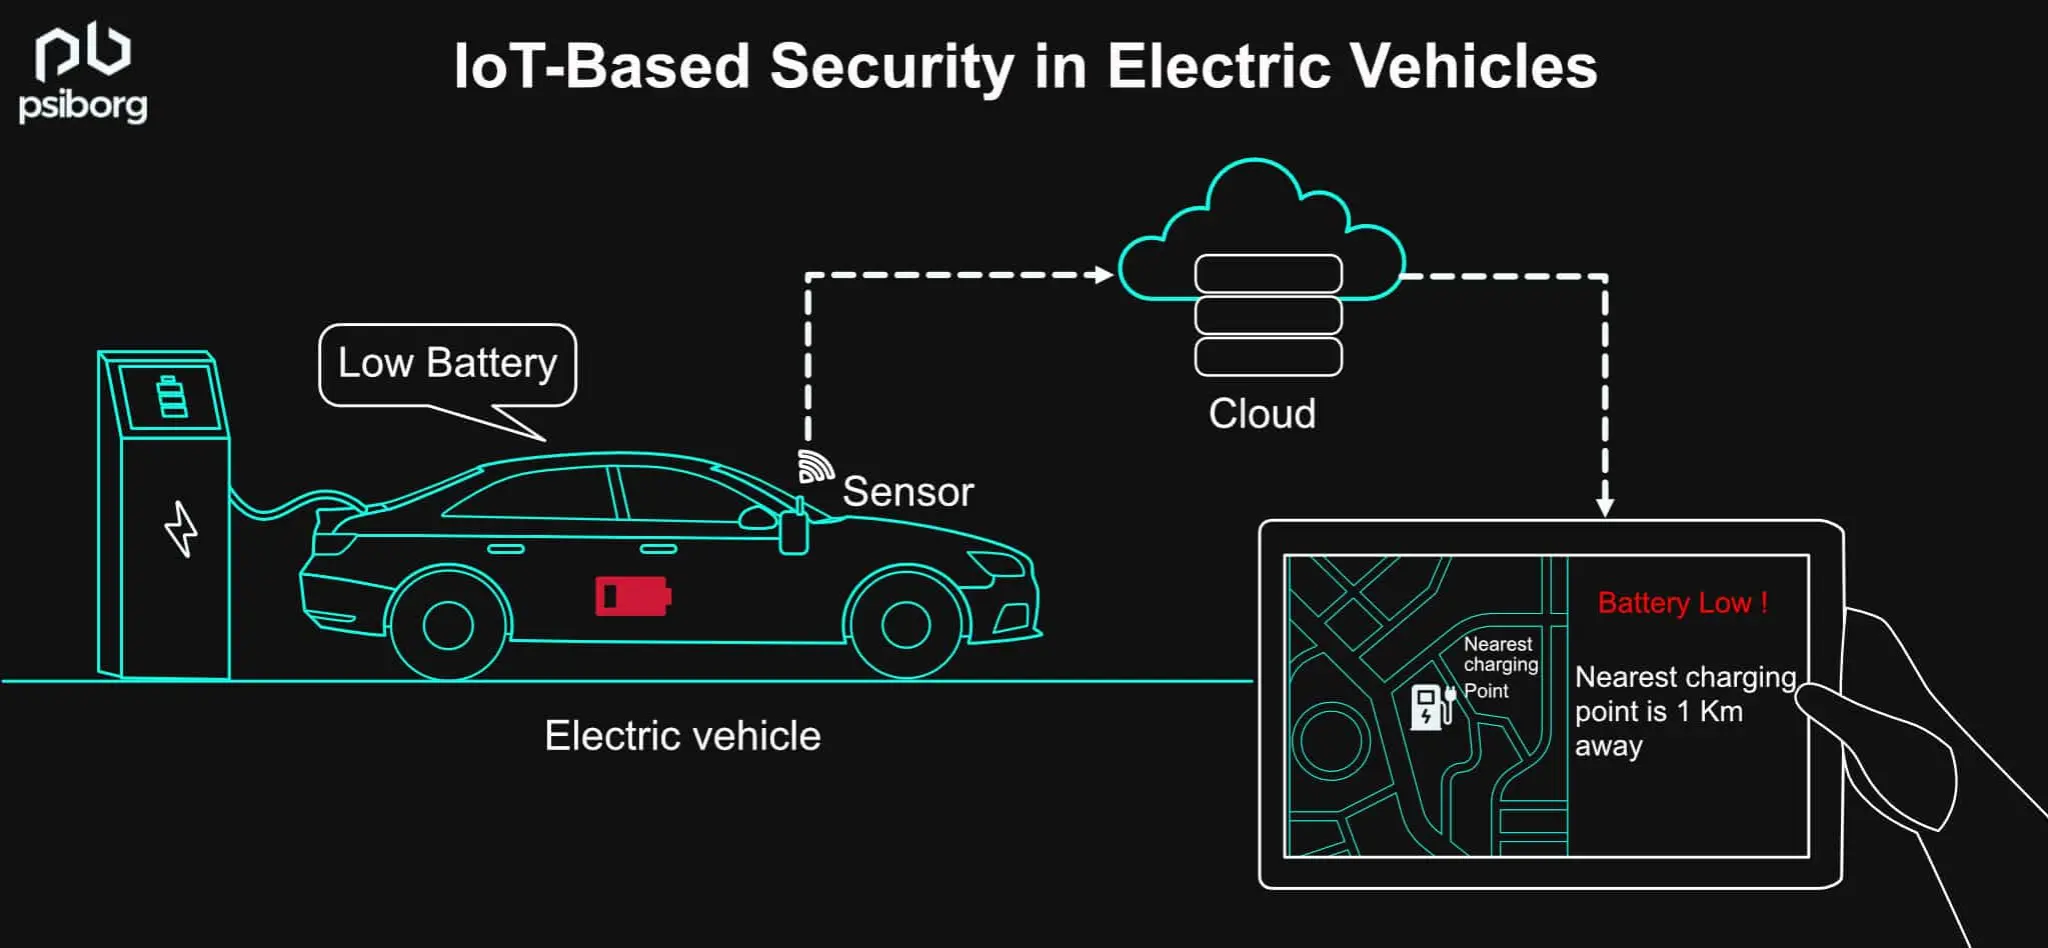 psiborg
IoT-Based Security in Electric Vehicles
Low Battery
Sensor
Cloud
Electric vehicle
Nearest
charging
Point
Battery Low !
Nearest charging
point is 1 Km
away